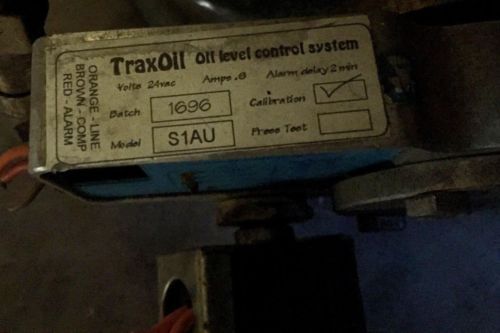 TraxOil Oil level control system
Volts 24vac Amps .6 Alarm delay 2 min
Batch 1696 Calibration
Model S1AU Press Test
ORANGE - LINE
BROWN - COMP
RED - ALARM